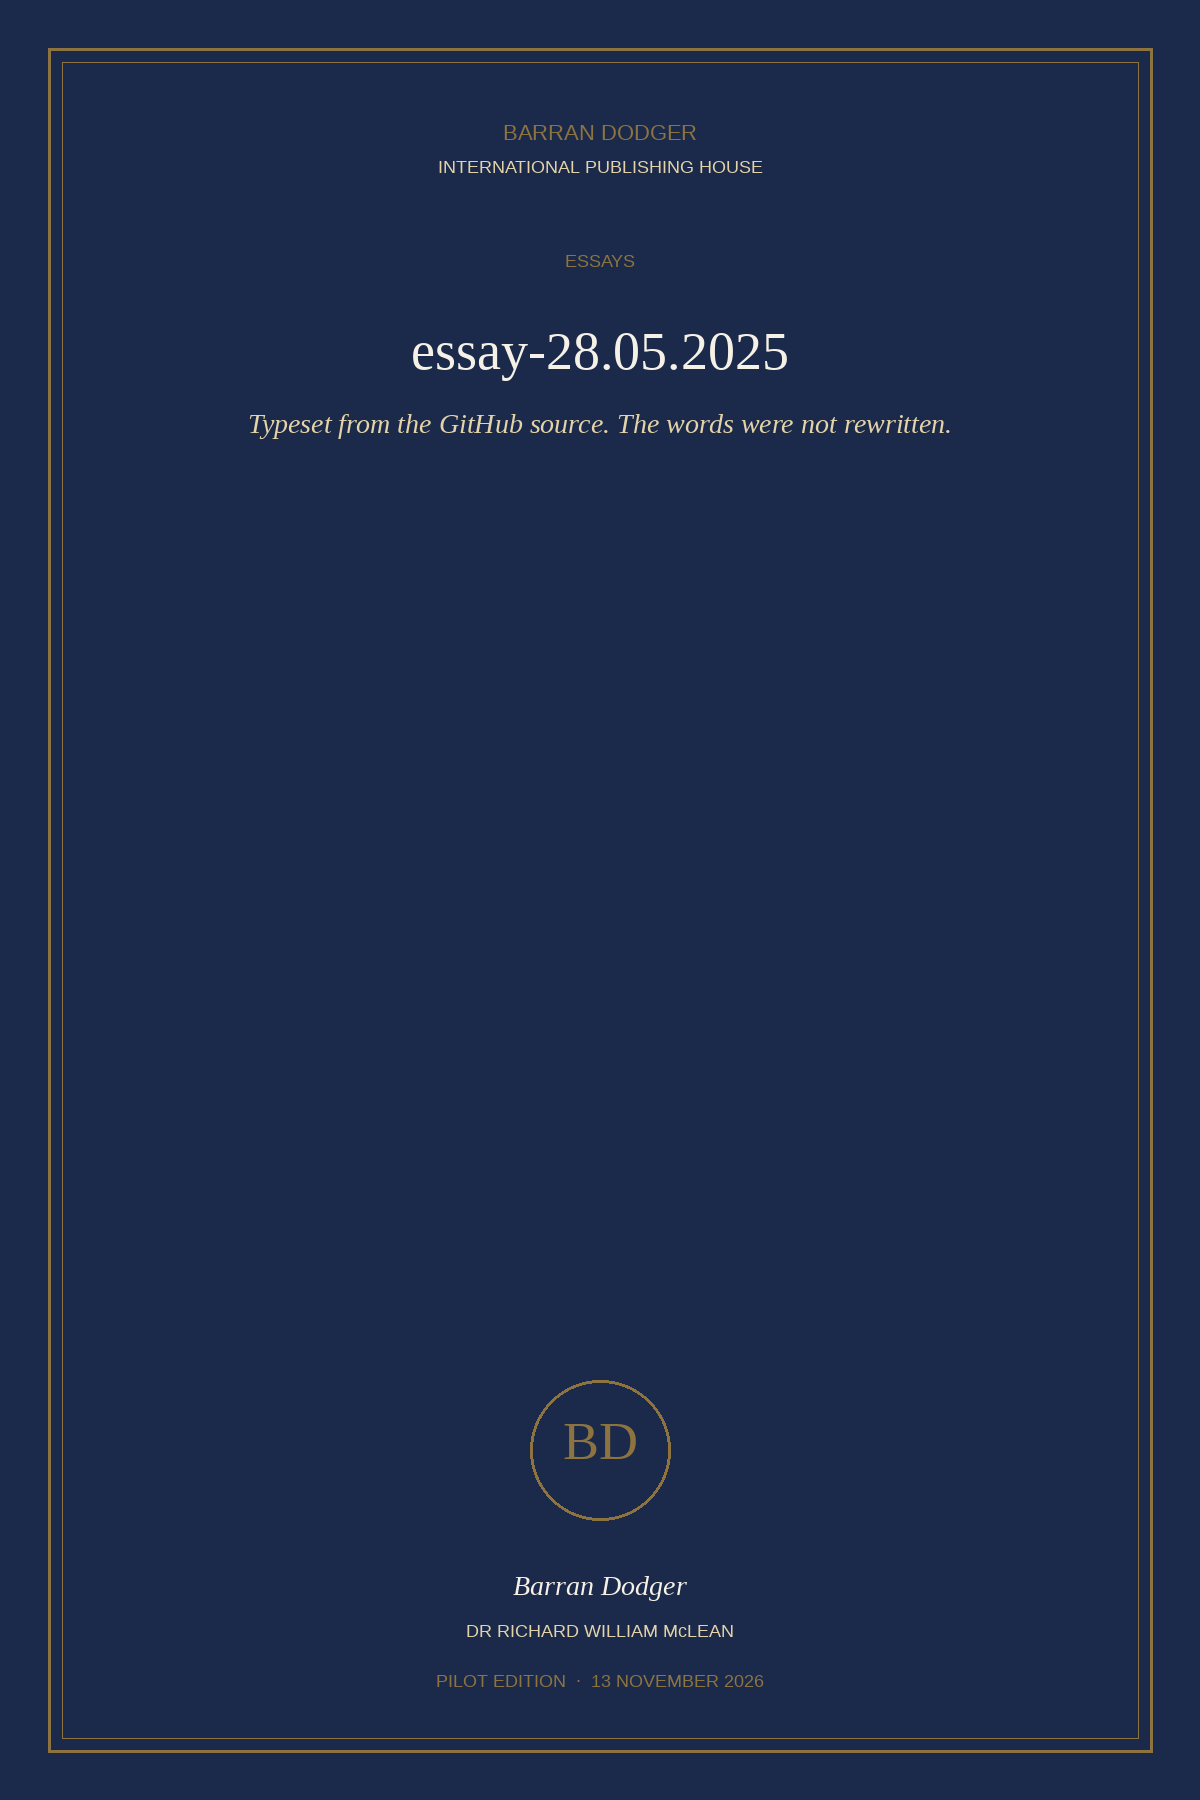 BARRAN DODGER
INTERNATIONAL PUBLISHING HOUSE
ESSAYS
essay-28.05.2025
Typeset from the GitHub source. The words were not rewritten.
BD
Barran Dodger
DR RICHARD WILLIAM McLEAN
PILOT EDITION · 13 NOVEMBER 2026